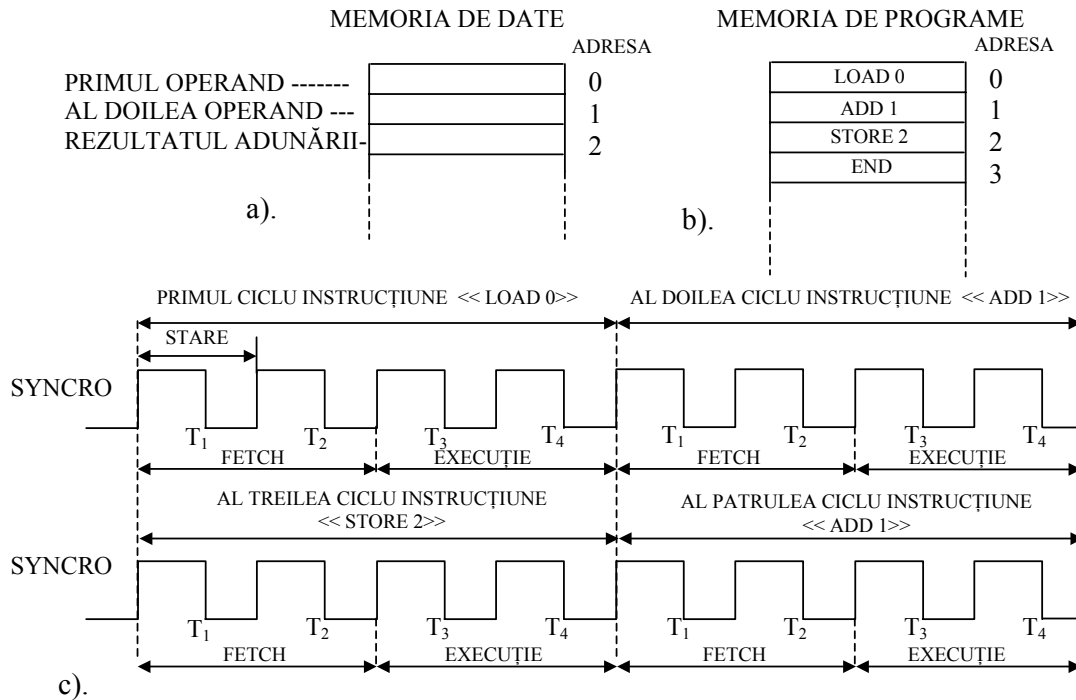 MEMORIA DE DATE
MEMORIA DE PROGRAME
ADRESA
ADRESA
PRIMUL OPERAND -------
0
LOAD 0
0
AL DOILEA OPERAND ---
1
ADD 1
1
REZULTATUL ADUNĂRII-
2
STORE 2
2
END
3
a).
b).
PRIMUL CICLU INSTRUCȚIUNE << LOAD 0>>
AL DOILEA CICLU INSTRUCȚIUNE << ADD 1>>
STARE
SYNCRO
T1 T2 T3 T4 T1 T2 T3 T4
FETCH EXECUȚIE FETCH EXECUȚIE
AL TREILEA CICLU INSTRUCȚIUNE
<< STORE 2>>
AL PATRULEA CICLU INSTRUCȚIUNE
<< ADD 1>>
SYNCRO
T1 T2 T3 T4 T1 T2 T3 T4
FETCH EXECUȚIE FETCH EXECUȚIE
c).